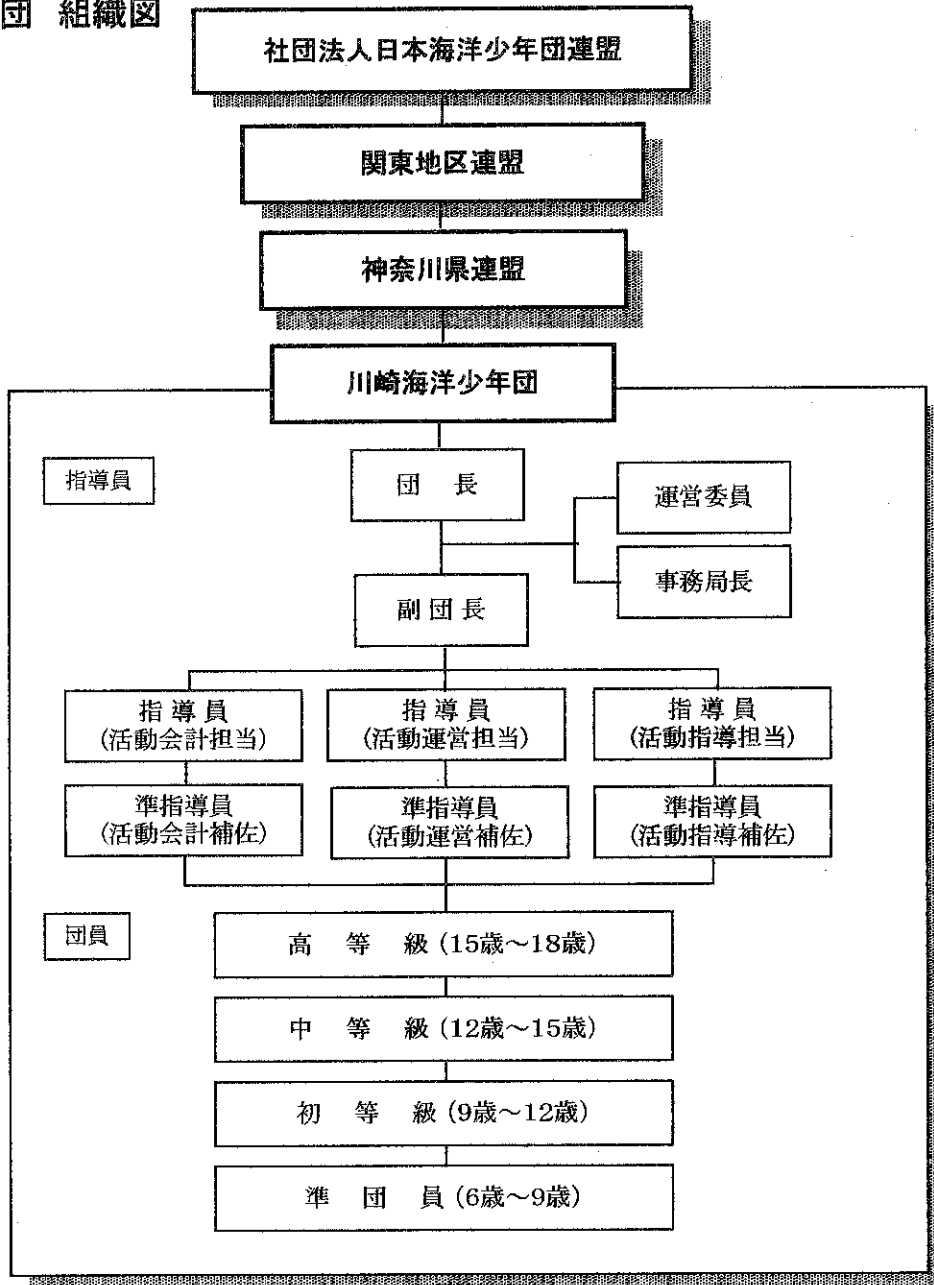 団 組織図
社団法人日本海洋少年団連盟
関東地区連盟
神奈川県連盟
川崎海洋少年団
指導員
団 長
運営委員
事務局長
副団長
指導員
(活動会計担当)
指導員
(活動運営担当)
指導員
(活動指導担当)
準指導員
(活動会計補佐)
準指導員
(活動運営補佐)
準指導員
(活動指導補佐)
団員
高 等 級 (15歳～18歳)
中 等 級 (12歳～15歳)
初 等 級 (9歳～12歳)
準 団 員 (6歳～9歳)